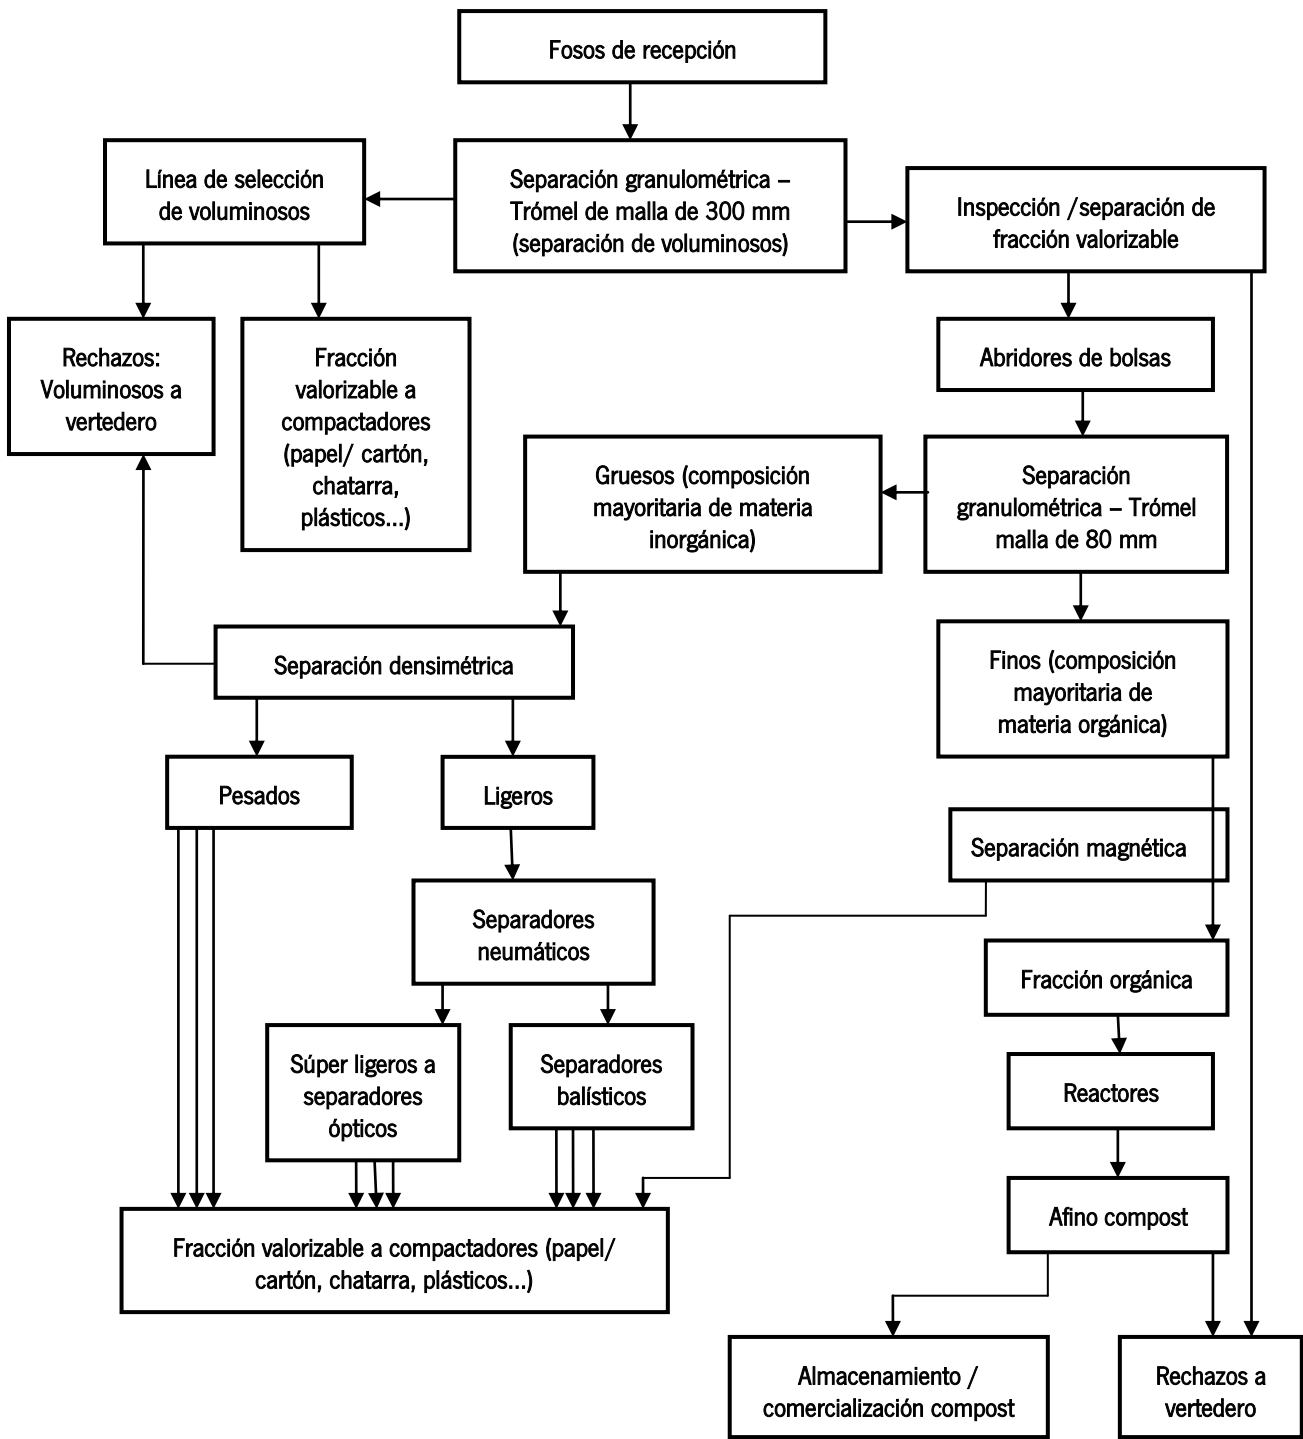 Fosos de recepción
Línea de selección
de voluminosos
Separación granulométrica –
Trómel de malla de 300 mm
(separación de voluminosos)
Inspección /separación de
fracción valorizable
Rechazos:
Voluminosos a
vertedero
Fracción
valorizable a
compactadores
(papel/ cartón,
chatarra,
plásticos...)
Abridores de bolsas
Gruesos (composición
mayoritaria de materia
inorgánica)
Separación
granulométrica – Trómel
malla de 80 mm
Separación densimétrica
Finos (composición
mayoritaria de
materia orgánica)
Pesados
Ligeros
Separación magnética
Separadores
neumáticos
Fracción orgánica
Súper ligeros a
separadores
ópticos
Separadores
balísticos
Reactores
Afino compost
Fracción valorizable a compactadores (papel/
cartón, chatarra, plásticos...)
Almacenamiento /
comercialización compost
Rechazos a
vertedero